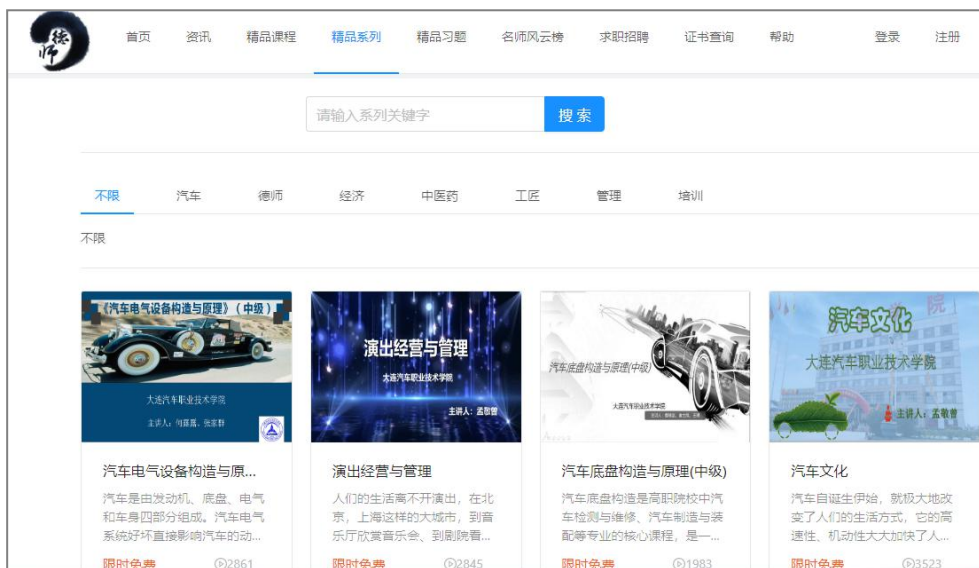 德师
首页 资讯 精品课程 精品系列 精品习题 名师风云榜 求职招聘 证书查询 帮助 登录 注册
请输入系列关键字 搜索
不限 汽车 德师 经济 中医药 工匠 管理 培训
不限
《汽车电气设备构造与原理》（中级）
大连汽车职业技术学院
主讲人：何蕴嘉、张家群
演出经营与管理
大连汽车职业技术学院
主讲人：孟敬曾
汽车底盘构造与原理(中级)
大连汽车职业技术学院
汽车文化
大连汽车职业技术学院
主讲人：孟敬曾
汽车电气设备构造与原...
汽车是由发动机、底盘、电气
和车身四部分组成。汽车电气
系统好坏直接影响汽车的动...
限时免费 2861
演出经营与管理
人们的生活离不开演出，在北
京，上海这样的大城市，到音
乐厅欣赏音乐会、到剧院看...
限时免费 2845
汽车底盘构造与原理(中级)
汽车底盘构造是高职院校中汽
车检测与维修、汽车制造与装
配等专业的核心课程，是一...
限时免费 1983
汽车文化
汽车自诞生伊始，就极大地改
变了人们的生活方式，它的高
速性、机动性大大加快了人...
限时免费 3523